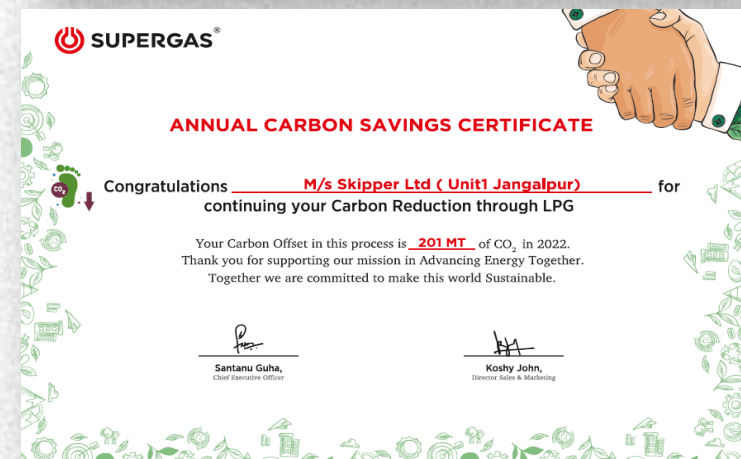 SUPERGAS®
ANNUAL CARBON SAVINGS CERTIFICATE
CO₂
Congratulations M/s Skipper Ltd ( Unit1 Jangalpur) for
continuing your Carbon Reduction through LPG
Your Carbon Offset in this process is 201 MT of CO₂ in 2022.
Thank you for supporting our mission in Advancing Energy Together.
Together we are committed to make this world Sustainable.
Santanu Guha,
Chief Executive Officer
Koshy John,
Director Sales & Marketing